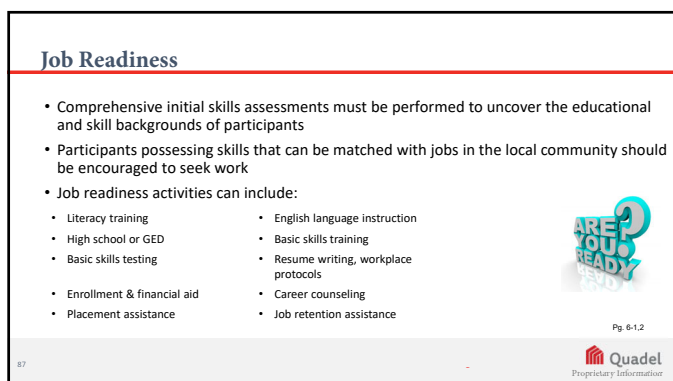 Job Readiness
• Comprehensive initial skills assessments must be performed to uncover the educational
and skill backgrounds of participants
• Participants possessing skills that can be matched with jobs in the local community should
be encouraged to seek work
• Job readiness activities can include:
• Literacy training
• High school or GED
• Basic skills testing
• Enrollment & financial aid
• Placement assistance
• English language instruction
• Basic skills training
• Resume writing, workplace
protocols
• Career counseling
• Job retention assistance
ARE
YOU
READY
?
Pg. 6-1,2
87
-
Quadel
Proprietary Information